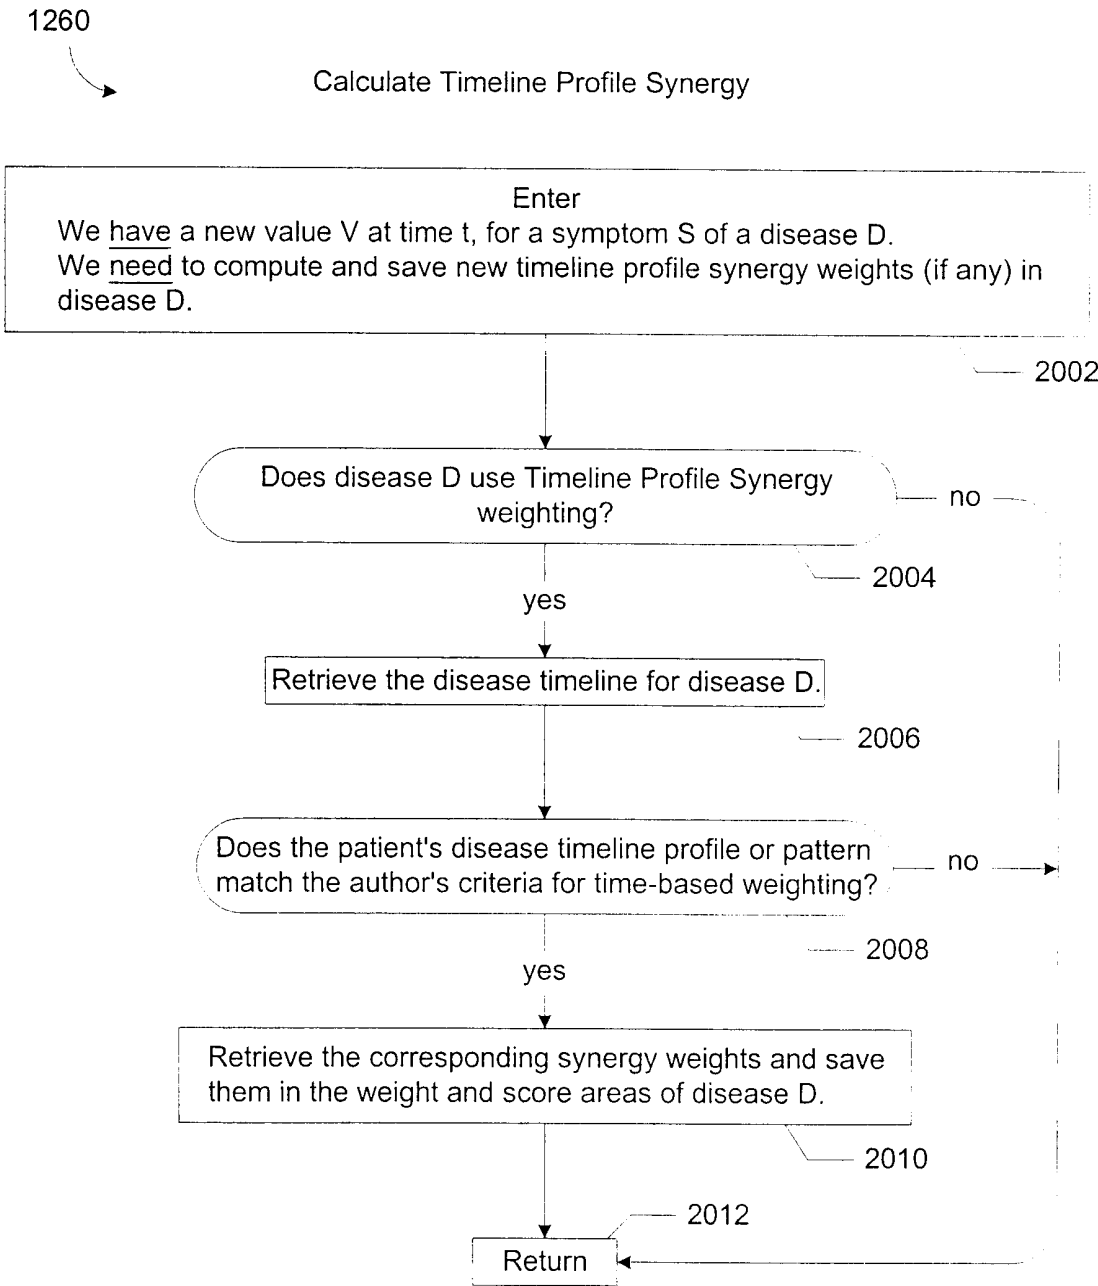 1260
Calculate Timeline Profile Synergy
Enter
We have a new value V at time t, for a symptom S of a disease D.
We need to compute and save new timeline profile synergy weights (if any) in
disease D.
2002
Does disease D use Timeline Profile Synergy
weighting?
no
2004
yes
Retrieve the disease timeline for disease D.
2006
Does the patient's disease timeline profile or pattern
match the author's criteria for time-based weighting?
no
2008
yes
Retrieve the corresponding synergy weights and save
them in the weight and score areas of disease D.
2010
2012
Return